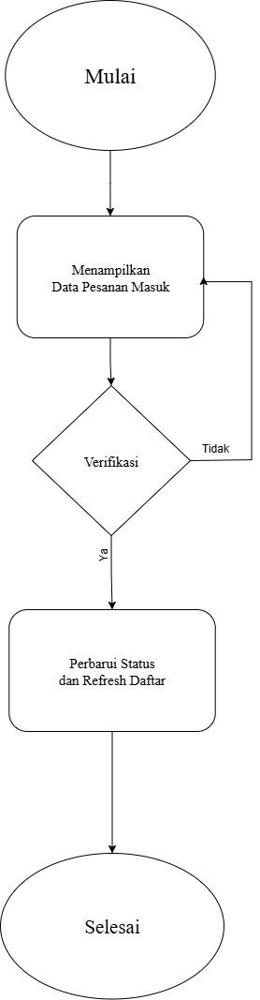 Mulai
Menampilkan
Data Pesanan Masuk
Verifikasi
Tidak
Ya
Perbarui Status
dan Refresh Daftar
Selesai